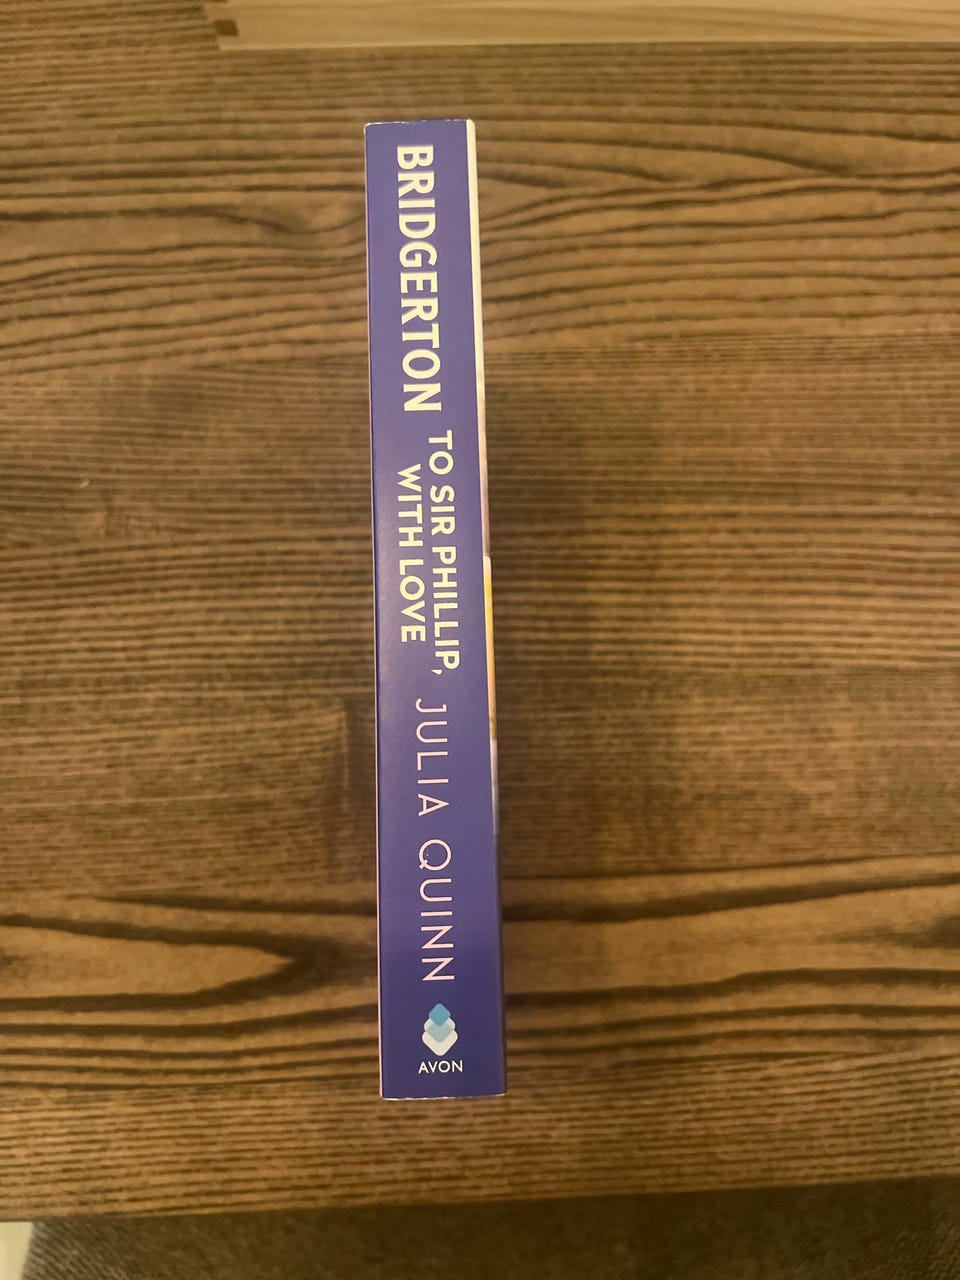 BRIDGERTON
TO SIR PHILLIP,
WITH LOVE
JULIA QUINN
AVON